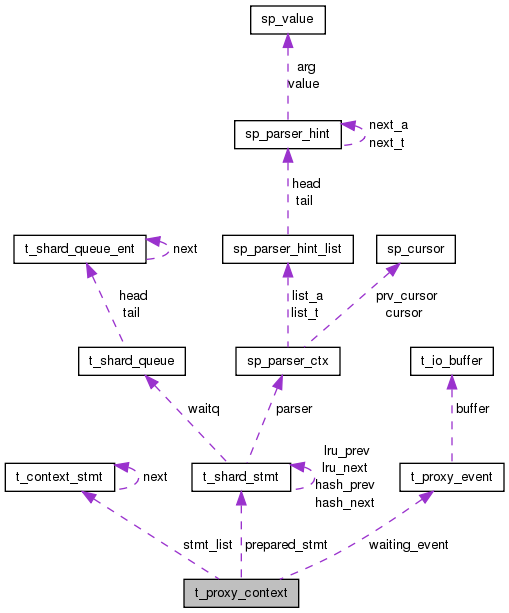 sp_value
arg
value
sp_parser_hint
next_a
next_t
head
tail
t_shard_queue_ent
next
sp_parser_hint_list
sp_cursor
head
tail
list_a
list_t
prv_cursor
cursor
t_shard_queue
sp_parser_ctx
t_io_buffer
waitq
parser
buffer
lru_prev
lru_next
hash_prev
hash_next
t_context_stmt
next
t_shard_stmt
t_proxy_event
stmt_list
prepared_stmt
waiting_event
t_proxy_context